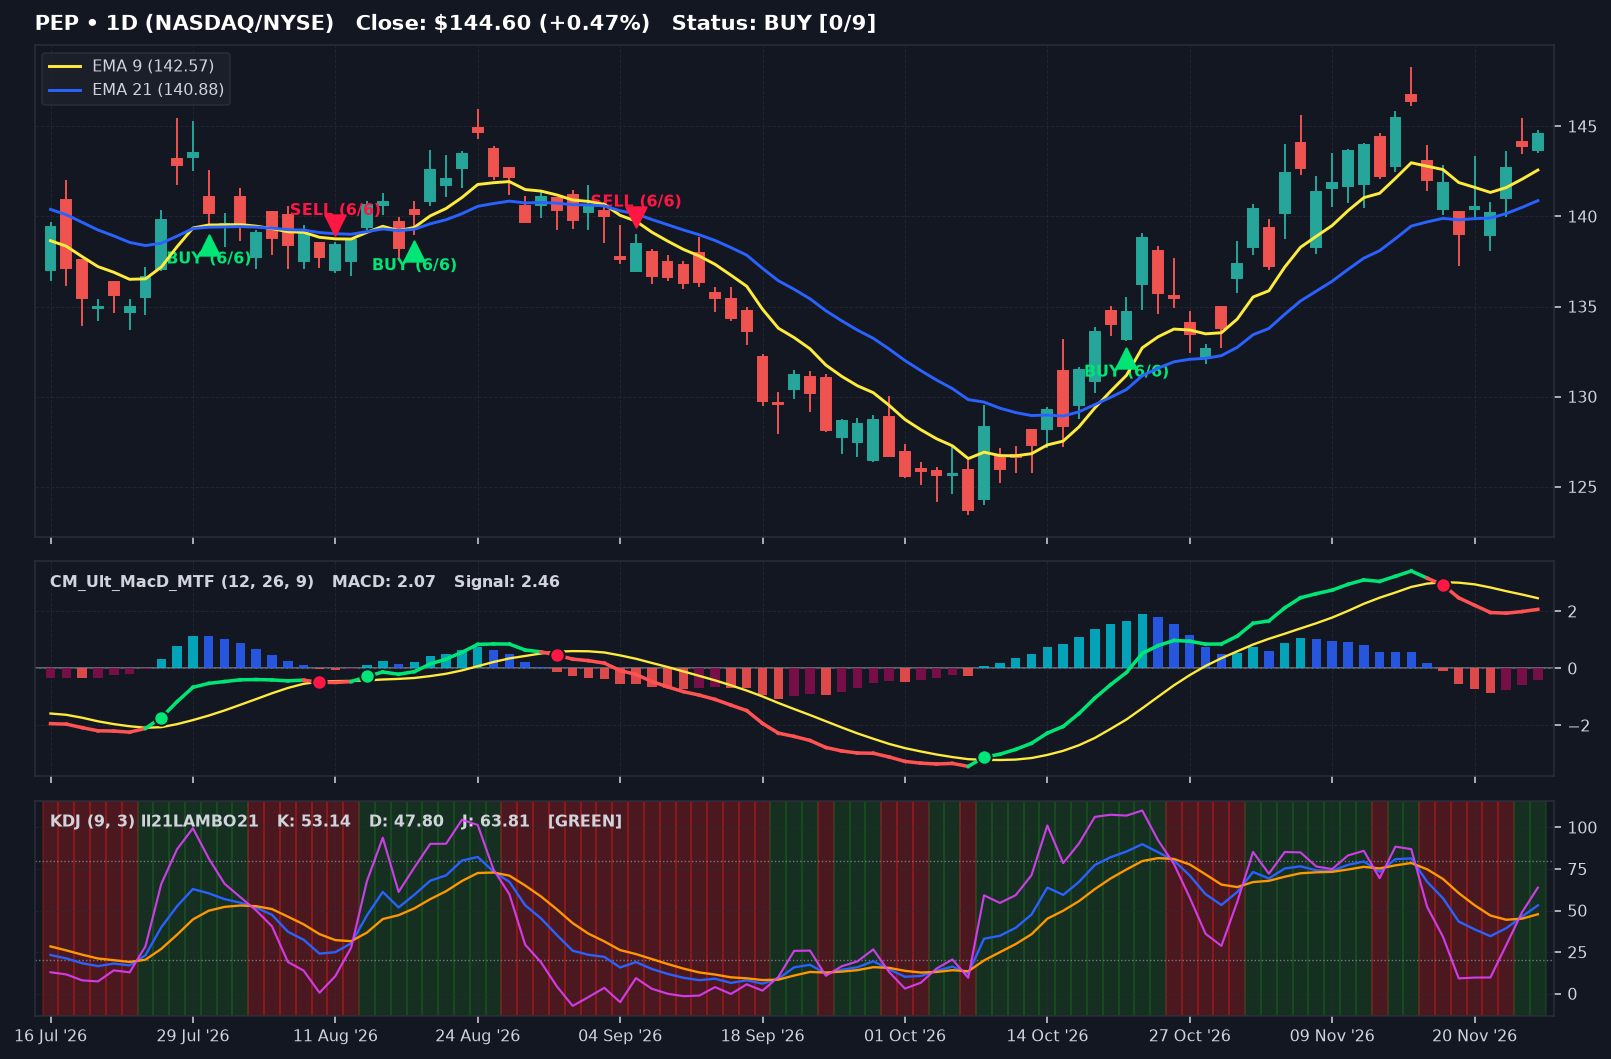 PEP • 1D (NASDAQ/NYSE)   Close: $144.60 (+0.47%)   Status: BUY [0/9]
EMA 9 (142.57)
EMA 21 (140.88)
145
140
135
130
125
SELL (6/6)
SELL (6/6)
BUY (6/6)
BUY (6/6)
BUY (6/6)
CM_Ult_MacD_MTF (12, 26, 9)   MACD: 2.07   Signal: 2.46
2
0
−2
KDJ (9, 3) II21LAMBO21   K: 53.14   D: 47.80   J: 63.81   [GREEN]
100
75
50
25
0
16 Jul '26
29 Jul '26
11 Aug '26
24 Aug '26
04 Sep '26
18 Sep '26
01 Oct '26
14 Oct '26
27 Oct '26
09 Nov '26
20 Nov '26